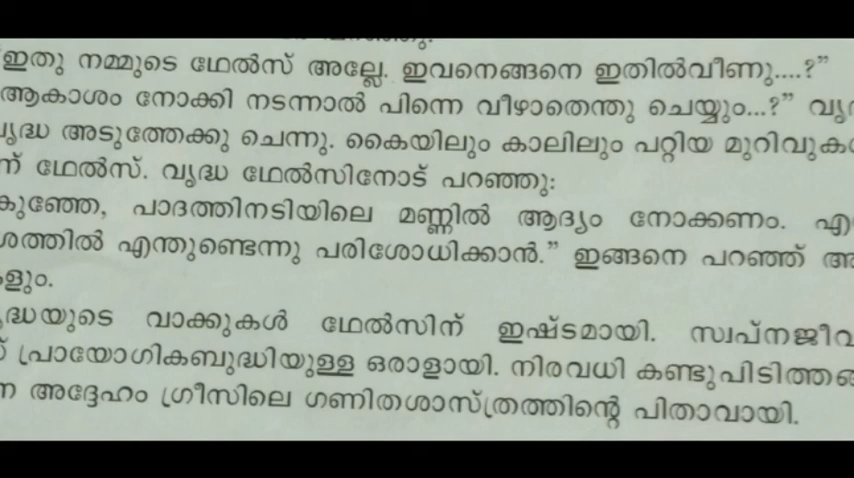 "ഇതു നമ്മുടെ ഥേൽസ് അല്ലേ. ഇവനെങ്ങനെ ഇതിൽവീണു....?"
ആകാശം നോക്കി നടന്നാൽ പിന്നെ വീഴാതെന്തു ചെയ്യും...?"
അടുത്തേക്കു ചെന്നു. കൈയിലും കാലിലും പറ്റിയ
ഥേൽസ്. വൃദ്ധ ഥേൽസിനോട് പറഞ്ഞു:
പാദത്തിനടിയിലെ മണ്ണിൽ ആദ്യം നോക്കണം.
എന്തുണ്ടെന്നു പരിശോധിക്കാൻ." ഇങ്ങനെ പറഞ്ഞ്
വാക്കുകൾ ഥേൽസിന് ഇഷ്ടമായി.
പ്രായോഗികബുദ്ധിയുള്ള ഒരാളായി. നിരവധി
അദ്ദേഹം ഗ്രീസിലെ ഗണിതശാസ്ത്രത്തിന്റെ പിതാവായി.